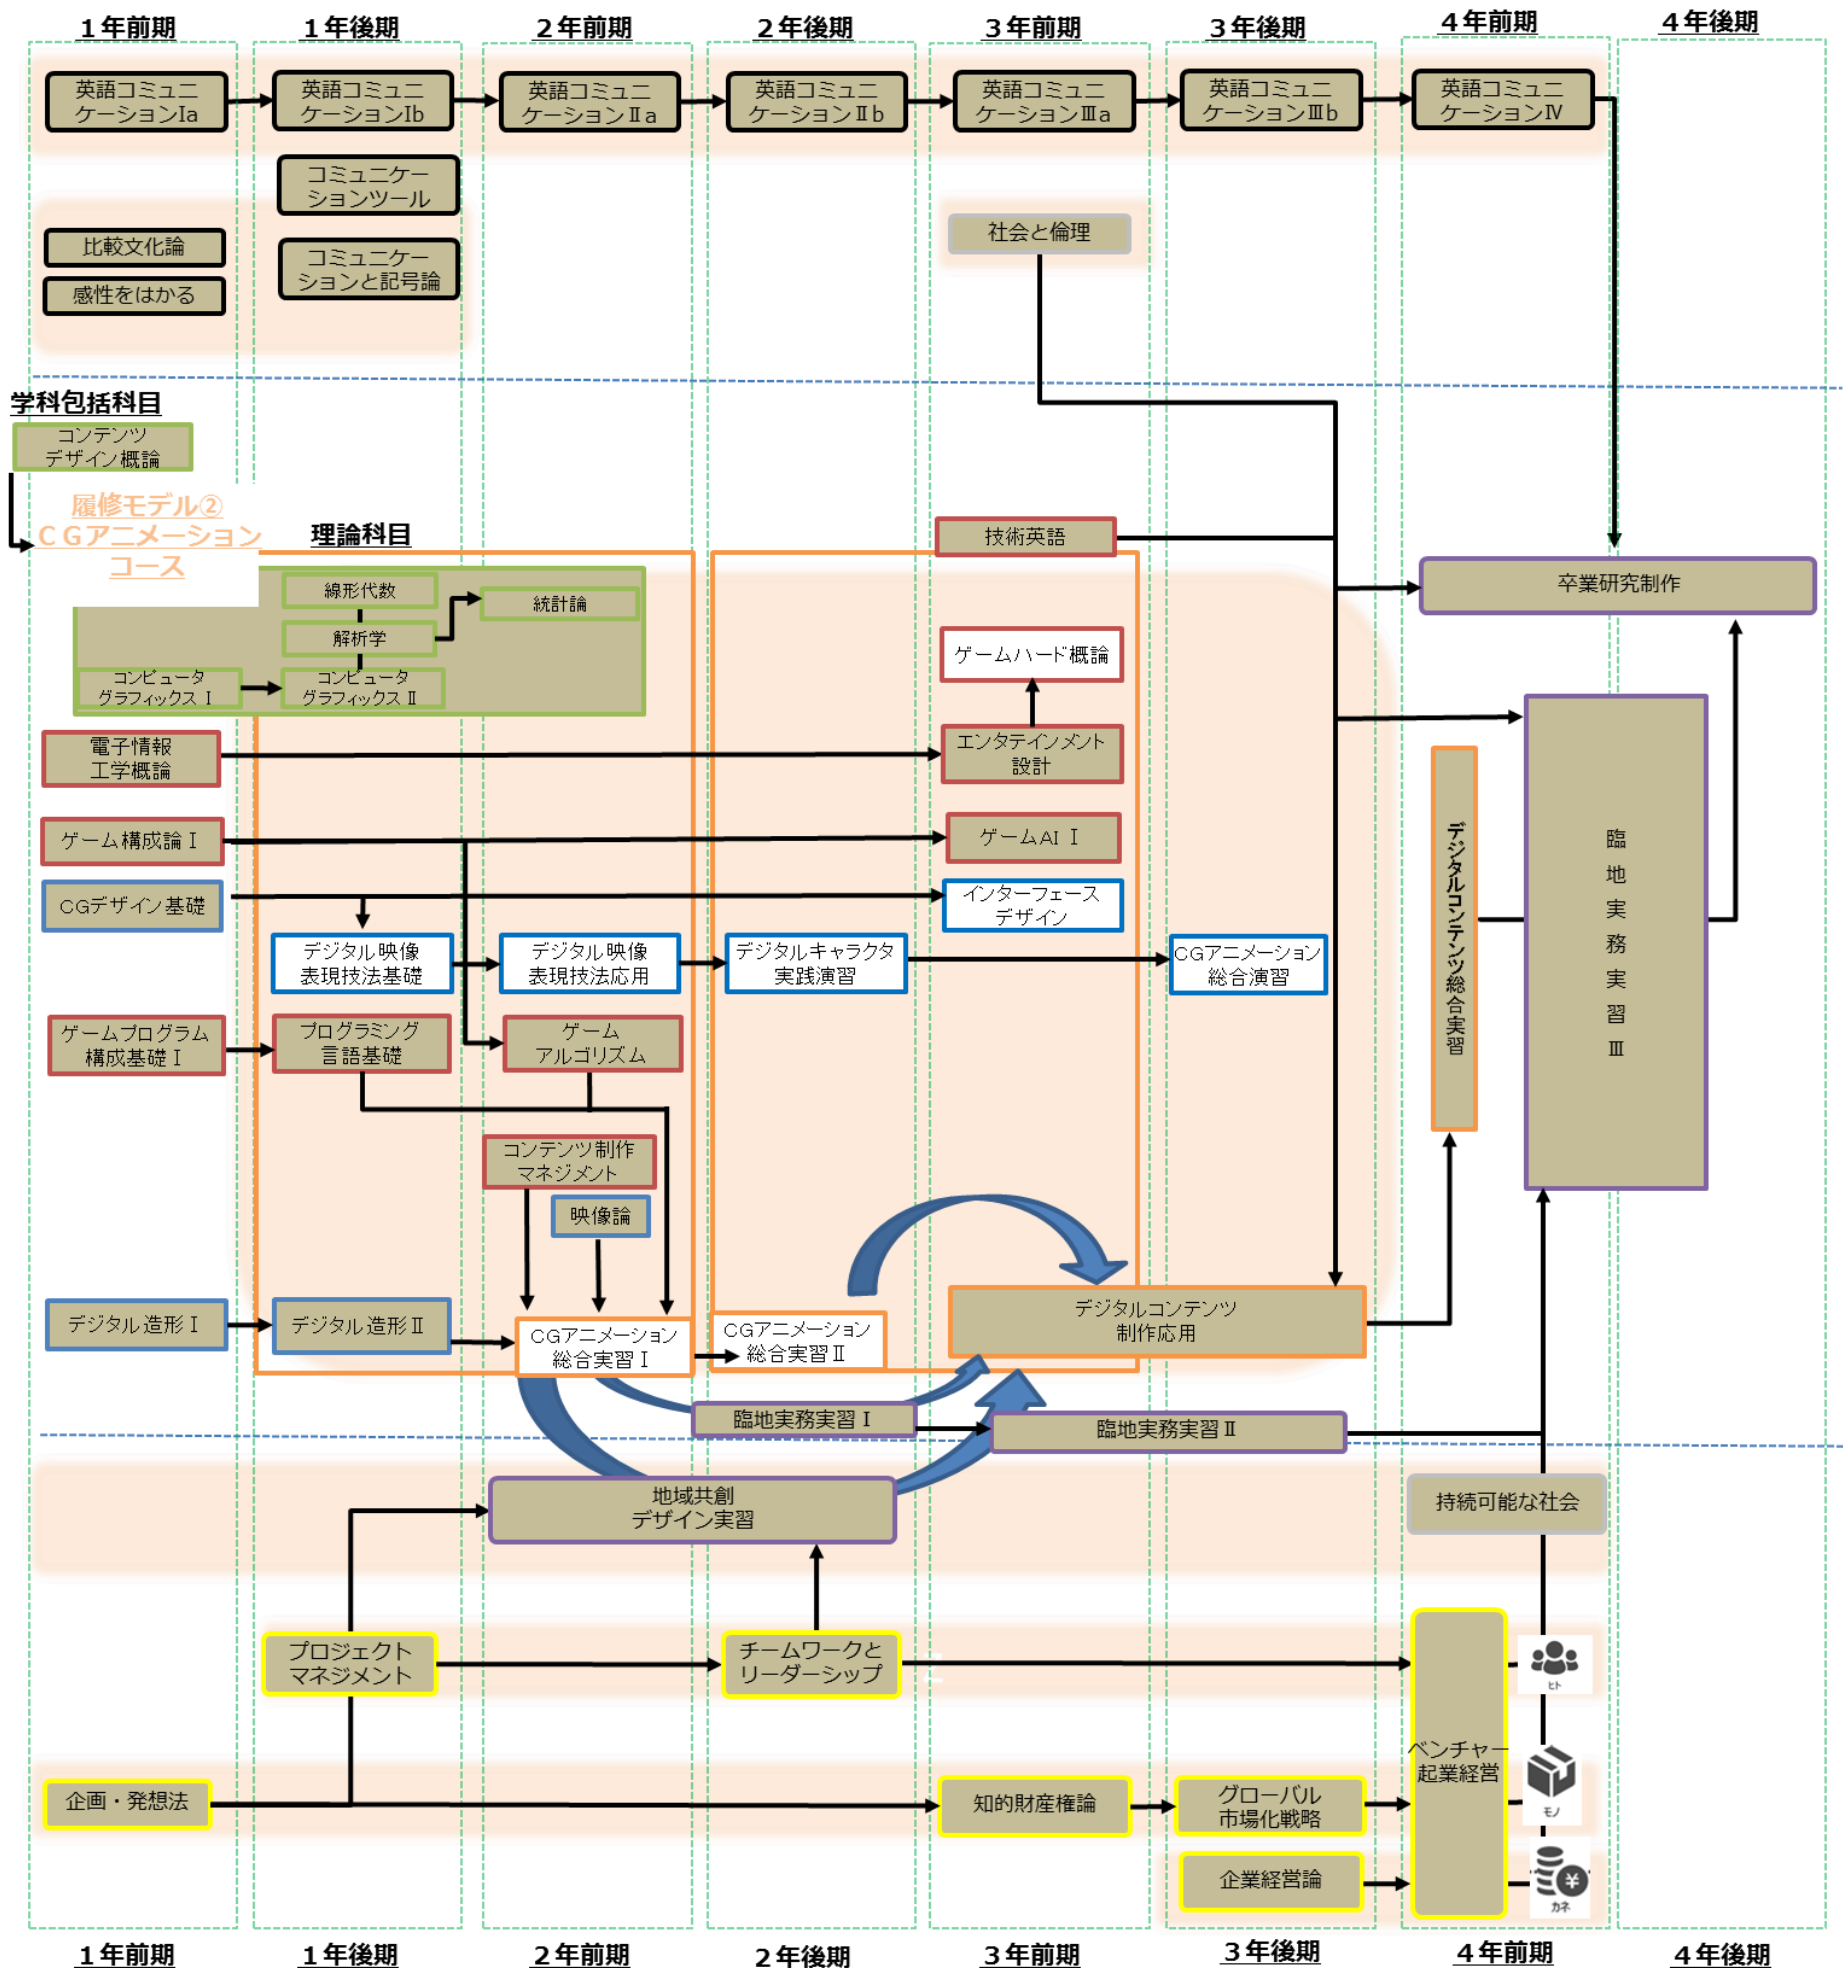 １年前期
１年後期
２年前期
２年後期
３年前期
３年後期
４年前期
４年後期
英語コミュニ
ケーションⅠa
英語コミュニ
ケーションⅠb
英語コミュニ
ケーションⅡa
英語コミュニ
ケーションⅡb
英語コミュニ
ケーションⅢa
英語コミュニ
ケーションⅢb
英語コミュニ
ケーションⅣ
コミュニケー
ションツール
比較文化論
コミュニケー
ションと記号論
感性をはかる
社会と倫理
学科包括科目
コンテンツ
デザイン概論
履修モデル②
ＣＧアニメーション
コース
理論科目
技術英語
卒業研究制作
線形代数
統計論
解析学
コンピュータ
グラフィックスⅠ
コンピュータ
グラフィックスⅡ
ゲームハード概論
電子情報
工学概論
エンタテインメント
設計
ゲーム構成論Ⅰ
ゲームAI Ⅰ
CGデザイン基礎
インターフェース
デザイン
デジタル映像
表現技法基礎
デジタル映像
表現技法応用
デジタルキャラクタ
実践演習
CGアニメーション
総合演習
デジタルコンテンツ総合実習
臨地実務実習Ⅲ
ゲームプログラム
構成基礎Ⅰ
プログラミング
言語基礎
ゲーム
アルゴリズム
コンテンツ制作
マネジメント
映像論
デジタル造形Ⅰ
デジタル造形Ⅱ
CGアニメーション
総合実習Ⅰ
CGアニメーション
総合実習Ⅱ
デジタルコンテンツ
制作応用
臨地実務実習Ⅰ
臨地実務実習Ⅱ
地域共創
デザイン実習
持続可能な社会
プロジェクト
マネジメント
チームワークと
リーダーシップ
ヒト
ベンチャー
起業経営
モノ
企画・発想法
知的財産権論
グローバル
市場化戦略
企業経営論
¥
カネ
１年前期
１年後期
２年前期
２年後期
３年前期
３年後期
４年前期
４年後期